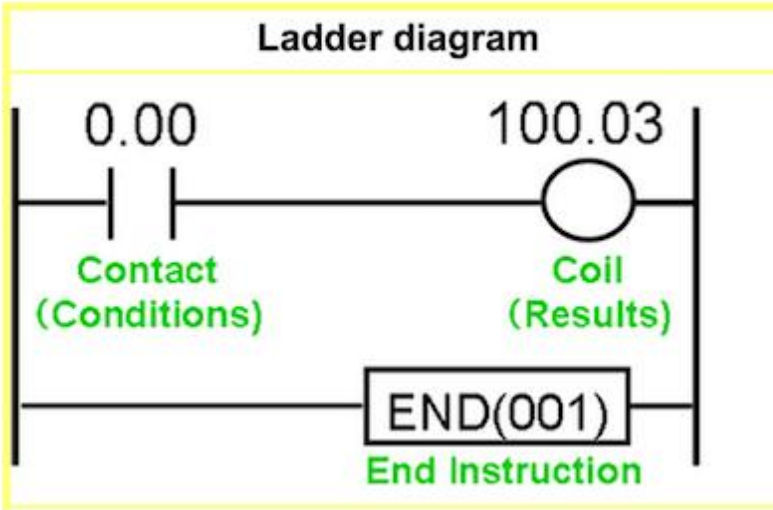 Ladder diagram
0.00
100.03
Contact
(Conditions)
Coil
(Results)
END(001)
End Instruction